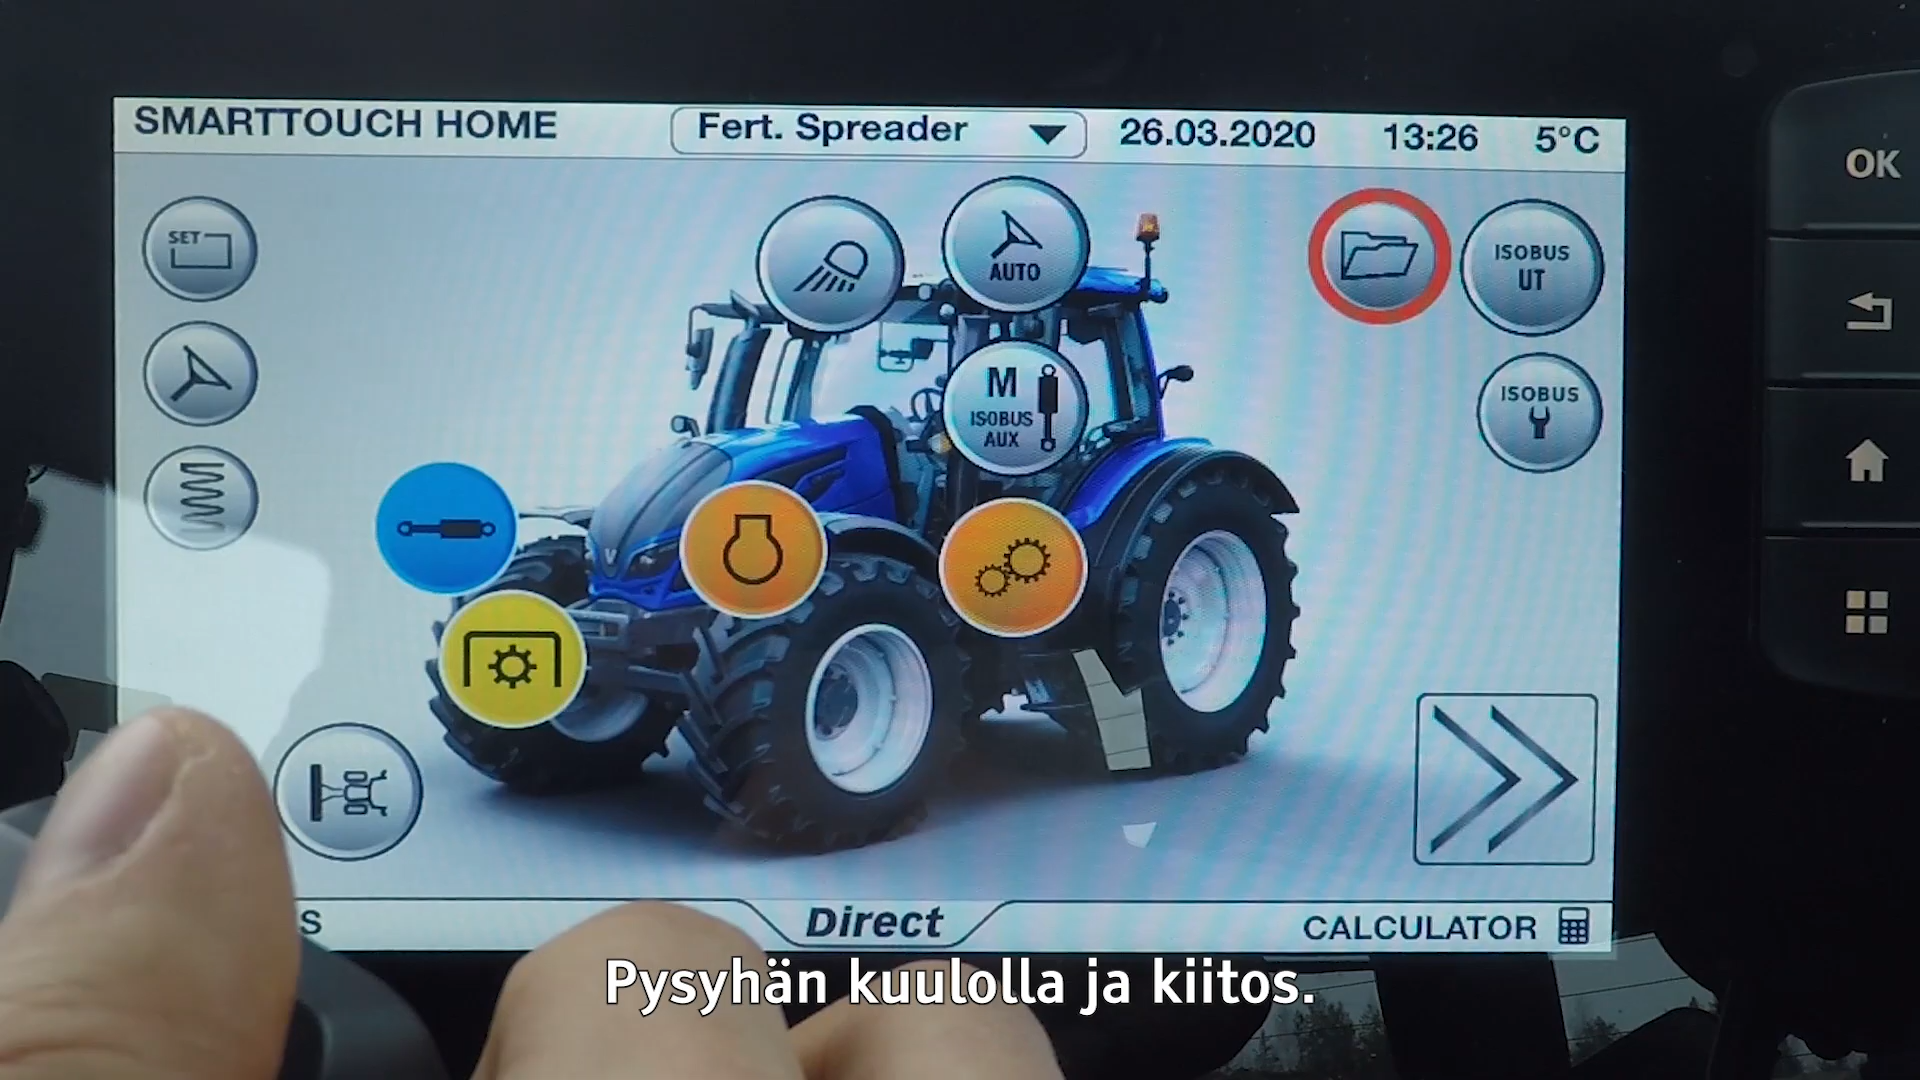 SMARTTOUCH HOME
Fert. Spreader
26.03.2020
13:26
5°C
OK
SET
AUTO
ISOBUS
UT
M
ISOBUS
AUX
ISOBUS
S
Direct
CALCULATOR
Pysyhän kuulolla ja kiitos.